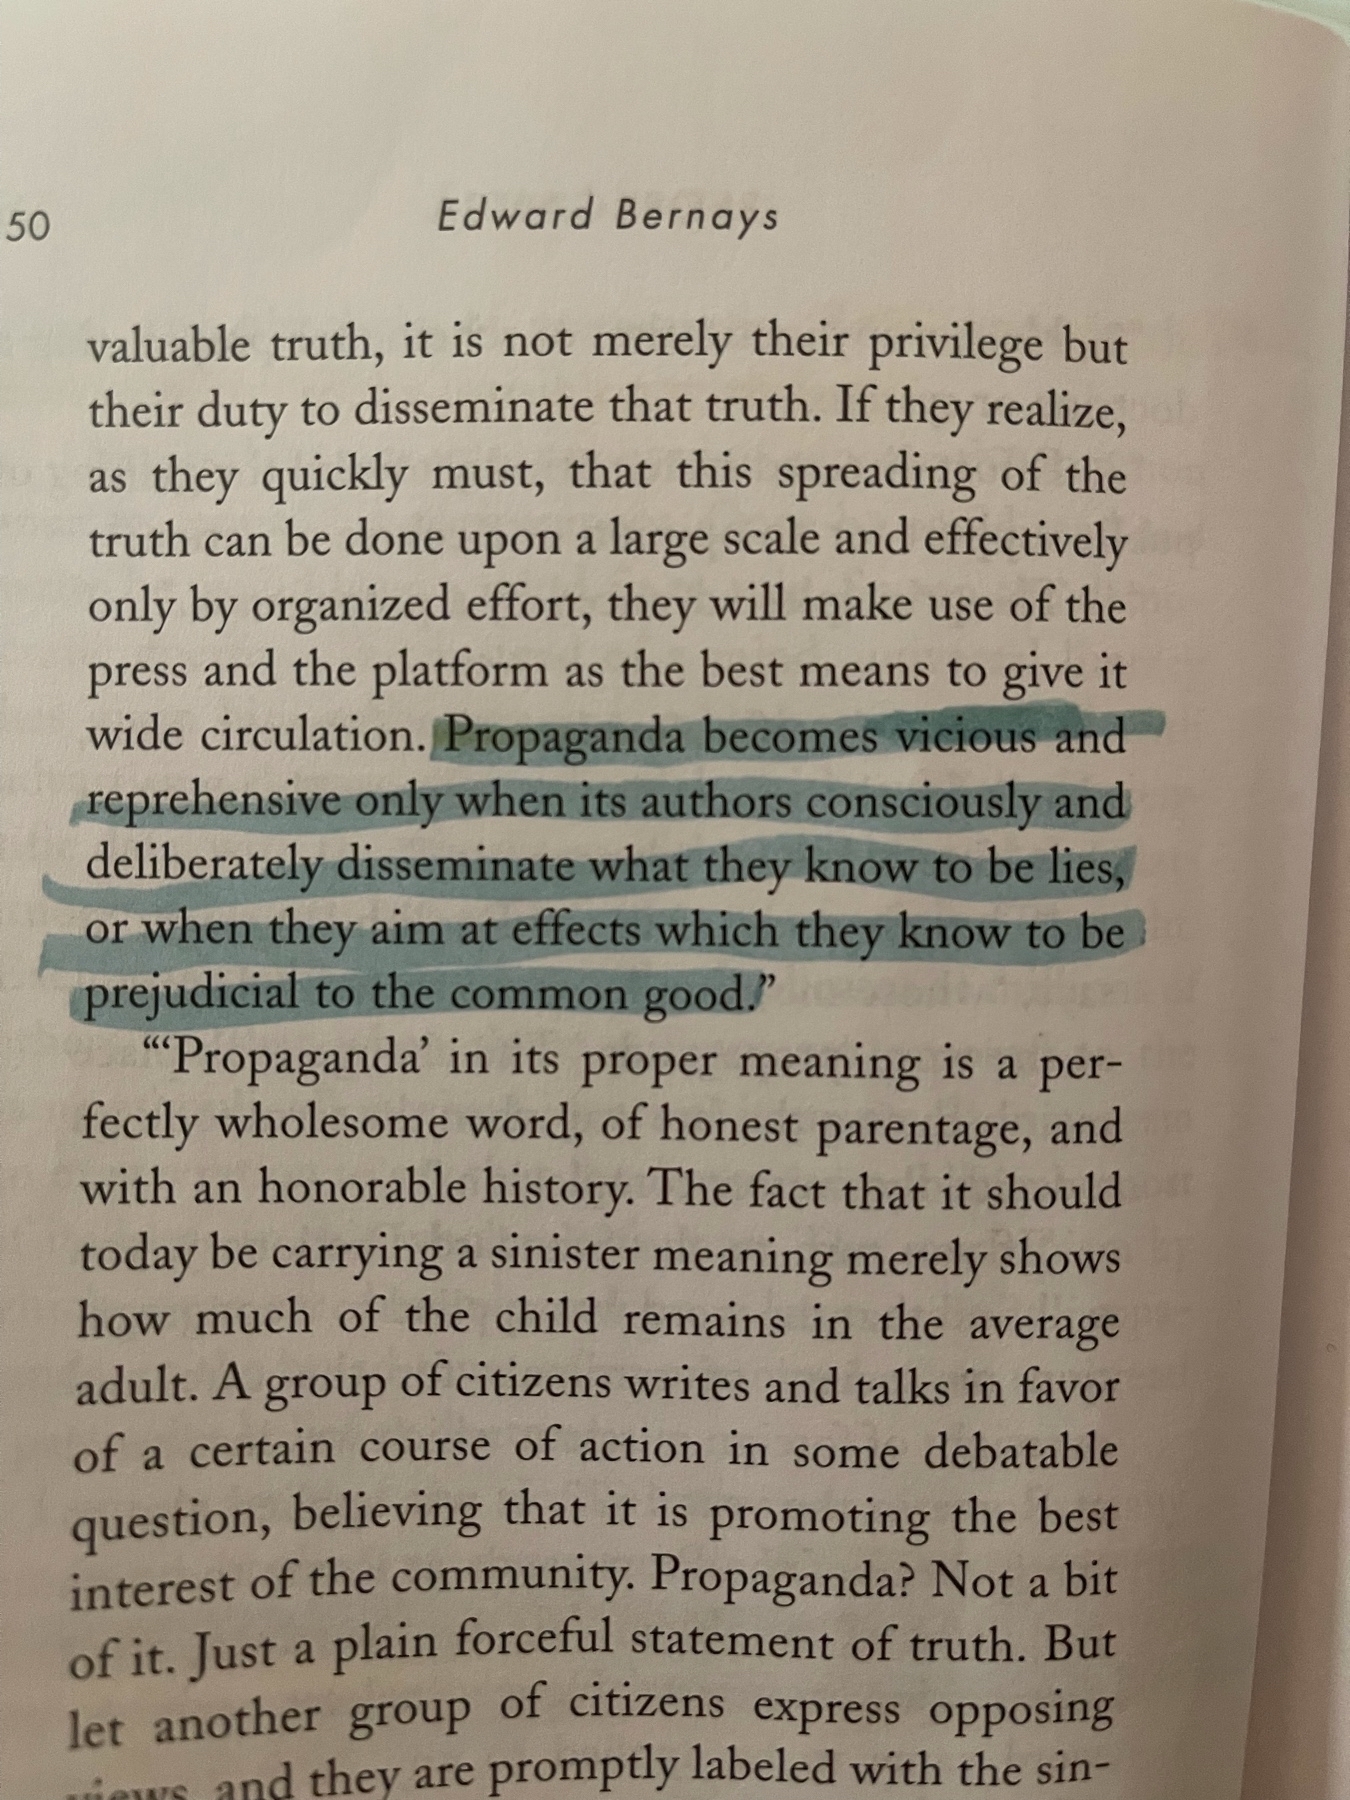 50
Edward Bernays
valuable truth, it is not merely their privilege but
their duty to disseminate that truth. If they realize,
as they quickly must, that this spreading of the
truth can be done upon a large scale and effectively
only by organized effort, they will make use of the
press and the platform as the best means to give it
wide circulation. Propaganda becomes vicious and
reprehensive only when its authors consciously and
deliberately disseminate what they know to be lies,
or when they aim at effects which they know to be
prejudicial to the common good.”
“‘Propaganda’ in its proper meaning is a per-
fectly wholesome word, of honest parentage, and
with an honorable history. The fact that it should
today be carrying a sinister meaning merely shows
how much of the child remains in the average
adult. A group of citizens writes and talks in favor
of a certain course of action in some debatable
question, believing that it is promoting the best
interest of the community. Propaganda? Not a bit
of it. Just a plain forceful statement of truth. But
let another group of citizens express opposing
views, and they are promptly labeled with the sin-